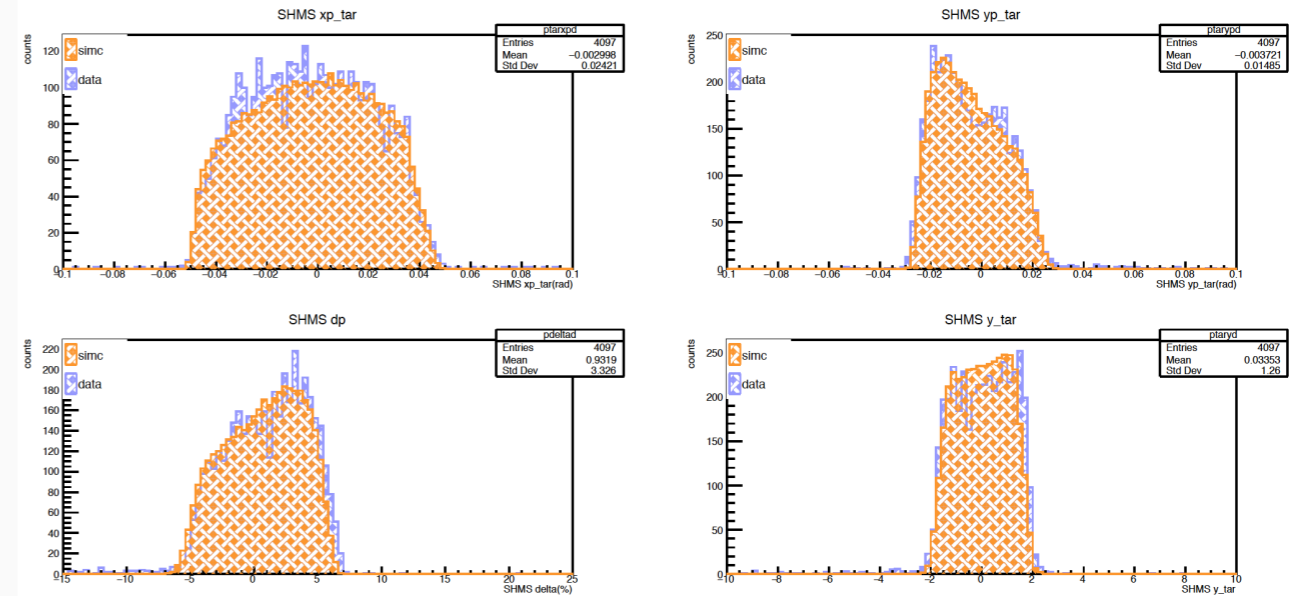 SHMS xp_tar
counts
simc
data
ptarxpd
Entries 4097
Mean −0.002998
Std Dev 0.02421
120
100
80
60
40
20
0
−0.1 −0.08 −0.06 −0.04 −0.02 0 0.02 0.04 0.06 0.08 0.1
SHMS xp_tar(rad)
SHMS yp_tar
counts
simc
data
ptarypd
Entries 4097
Mean −0.003721
Std Dev 0.01485
250
200
150
100
50
0
−0.1 −0.08 −0.06 −0.04 −0.02 0 0.02 0.04 0.06 0.08 0.1
SHMS yp_tar(rad)
SHMS dp
counts
simc
data
pdeltad
Entries 4097
Mean 0.9319
Std Dev 3.326
220
200
180
160
140
120
100
80
60
40
20
0
−15 −10 −5 0 5 10 15 20 25
SHMS delta(%)
SHMS y_tar
counts
simc
data
ptaryd
Entries 4097
Mean 0.03353
Std Dev 1.26
250
200
150
100
50
0
−10 −8 −6 −4 −2 0 2 4 6 8 10
SHMS y_tar